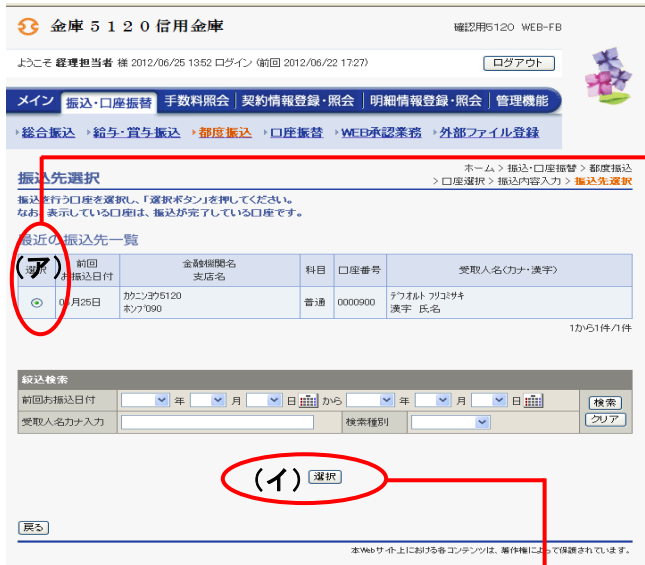 金庫5120信用金庫
確認用5120 WEB-FB
ようこそ 経理担当者 様 2012/06/25 1352 ログイン (前回 2012/06/22 17:27)
ログアウト
メイン 振込・口座振替 手数料照会 契約情報登録・照会 明細情報登録・照会 管理機能
総合振込 給与・賞与振込 都度振込 口座振替 WEB承認業務 外部ファイル登録
振込先選択
ホーム > 振込・口座振替 > 都度振込
> 口座選択 > 振込内容入力 > 振込先選択
振込を行う口座を選択し、「選択ボタン」を押してください。
なお、表示している口座は、振込が完了している口座です。
最近の振込先一覧
(ア)
選択 前回お振込日付 金融機関名 支店名 科目 口座番号 受取人名(カナ・漢字)
月25日 カクニンヨウ5120 普通 0000900 デフオルト フリコミサキ
ホンブ090 漢字 氏名
1から1件/1件
絞込検索
前回お振込日付 年 月 日 から 年 月 日 検索
受取人名カナ入力 検索種別 クリア
(イ) 選択
戻る
本Webサイト上における各コンテンツは、著作権によって保護されています。